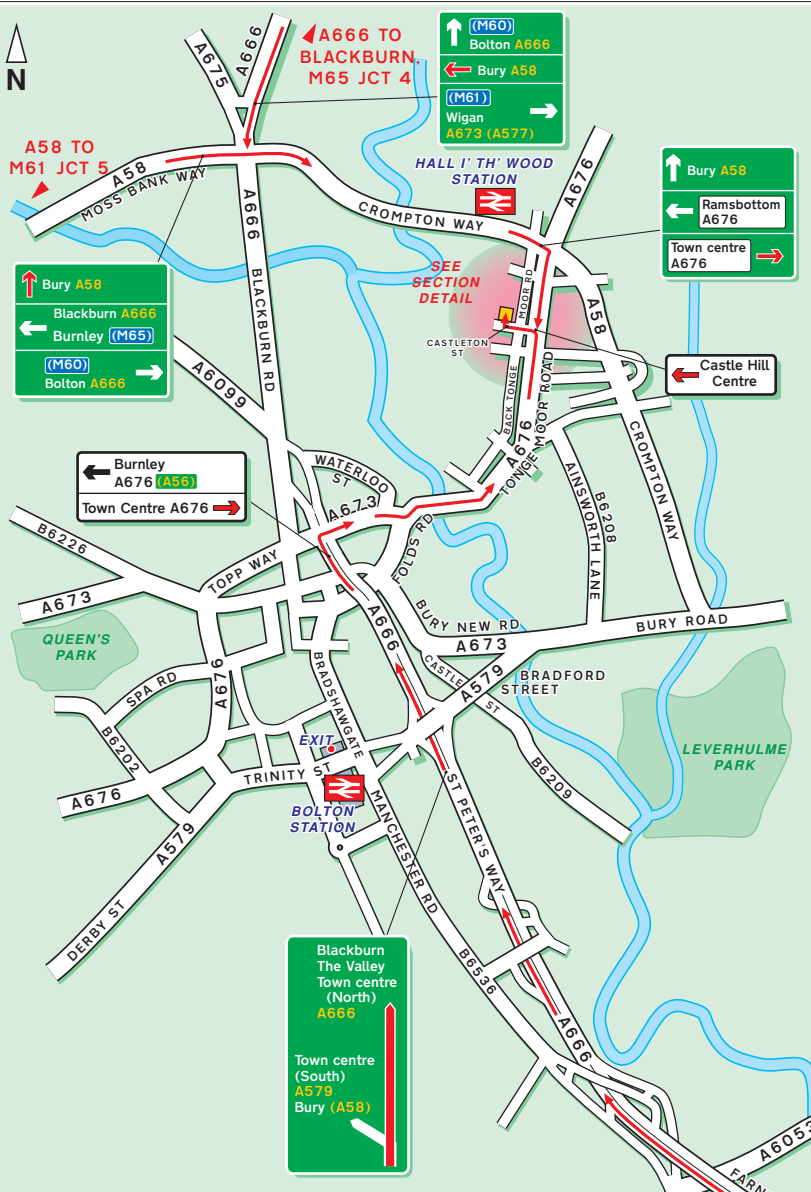 N
A675
A666
A666 TO
BLACKBURN
M65 JCT 4
(M60)
Bolton A666
Bury A58
(M61)
Wigan
A673 (A577)
A58 TO
M61 JCT 5
A58
MOSS BANK WAY
HALL I' TH' WOOD
STATION
A676
CROMPTON WAY
Bury A58
Ramsbottom
A676
Town centre
A676
A666
BLACKBURN RD
SEE
SECTION
DETAIL
MOOR RD
A58
Bury A58
Blackburn A666
Burnley (M65)
(M60)
Bolton A666
CASTLETON
ST
Castle Hill
Centre
A6099
BACK TONGE
A676
TONGE MOOR ROAD
CROMPTON WAY
WATERLOO
ST
Burnley
A676 (A56)
Town Centre A676
A673
AINSWORTH LANE
B6208
B6226
TOPP WAY
FOLDS RD
A673
A666
BURY NEW RD
A673
BURY ROAD
QUEEN'S
PARK
A676
SPA RD
BRADSHAWGATE
CASTLE
ST
A579
BRADFORD
STREET
B6202
EXIT
TRINITY ST
B6209
LEVERHULME
PARK
A676
BOLTON
STATION
ST PETER'S WAY
A579
DERBY ST
MANCHESTER RD
B6536
Blackburn
The Valley
Town centre
(North)
A666
Town centre
(South)
A579
Bury (A58)
A666
A6053
FARN